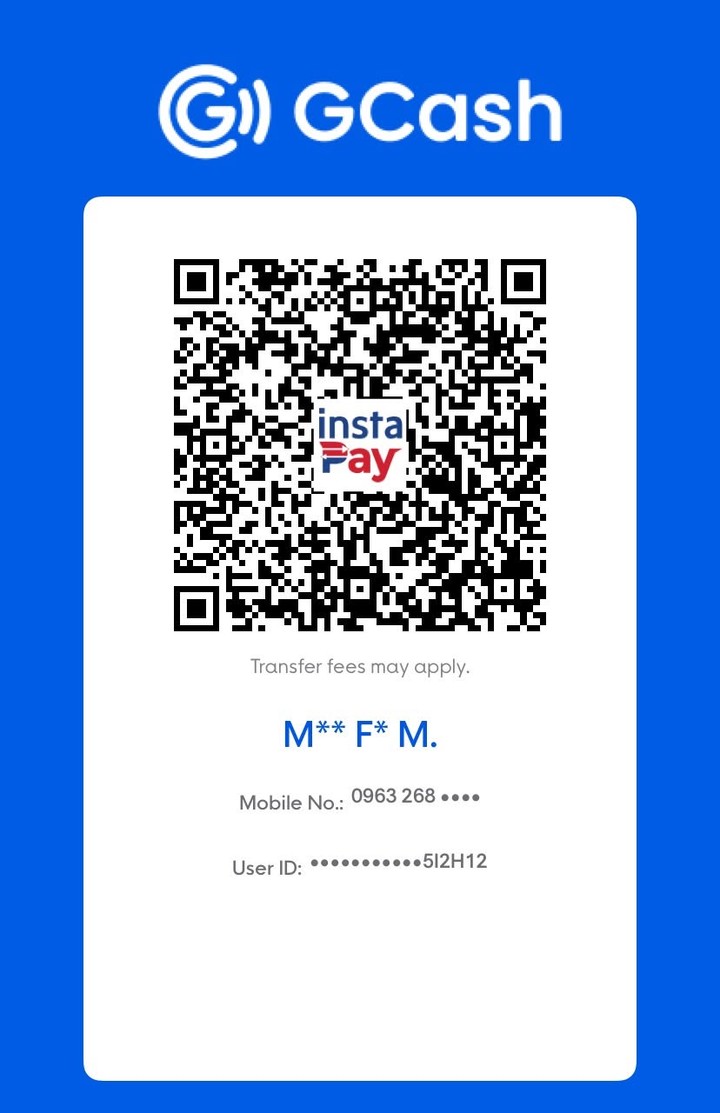 GCash
insta
Pay
Transfer fees may apply.
M** F* M.
Mobile No.: 0963 268 ••••
User ID: •••••••••••5I2H12